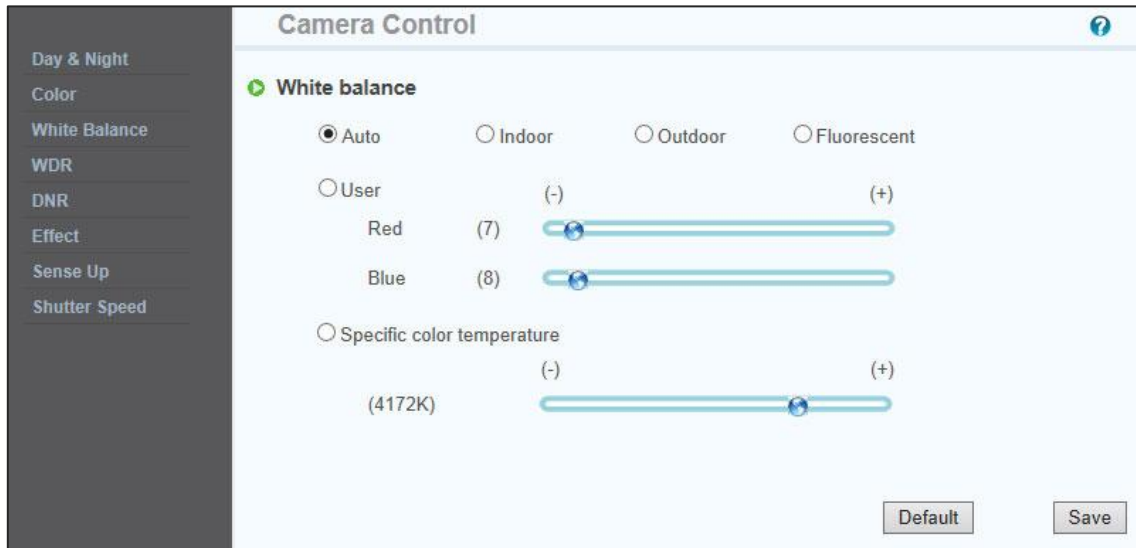 Camera Control
?
Day & Night
Color
White Balance
WDR
DNR
Effect
Sense Up
Shutter Speed
White balance
Auto Indoor Outdoor Fluorescent
User (-) (+)
Red (7)
Blue (8)
Specific color temperature
(-) (+)
(4172K)
Default Save